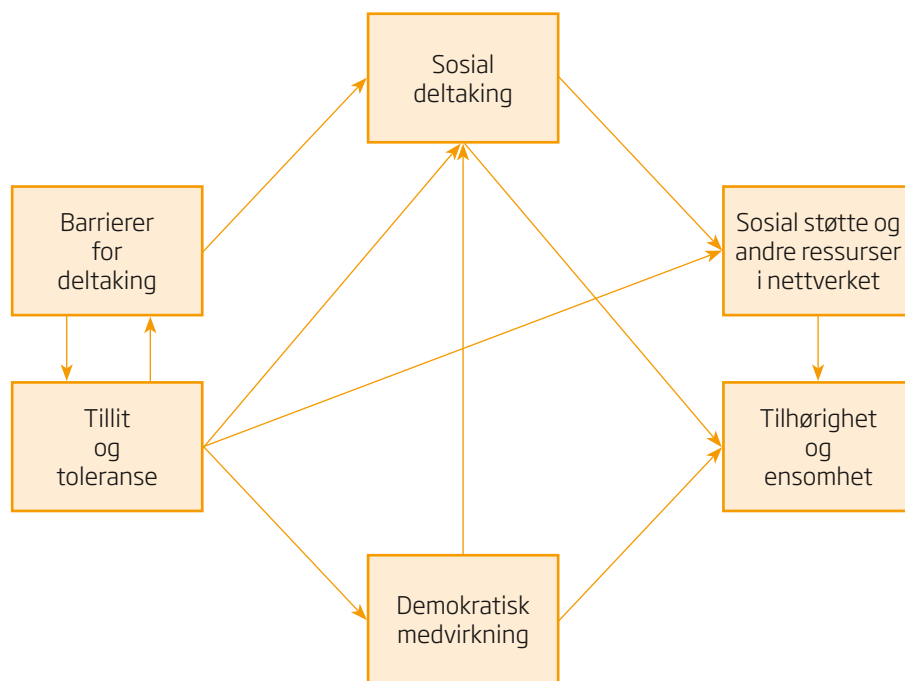 Sosial
deltaking
Barrierer
for
deltaking
Sosial støtte og
andre ressurser
i nettverket
Tillit
og
toleranse
Tilhørighet
og
ensomhet
Demokratisk
medvirkning